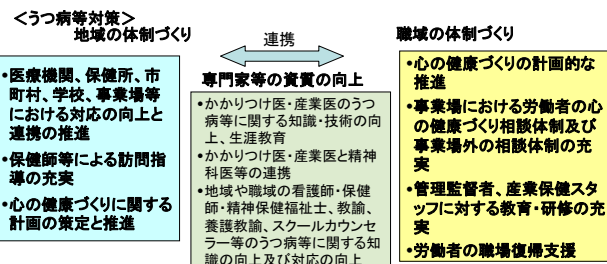 ＜うつ病等対策＞
地域の体制づくり
連携
職域の体制づくり
•医療機関、保健所、市
町村、学校、事業場等
における対応の向上と
連携の推進
•保健師等による訪問指
導の充実
•心の健康づくりに関する
計画の策定と推進
専門家等の資質の向上
•かかりつけ医・産業医のうつ
病等に関する知識・技術の向
上、生涯教育
•かかりつけ医・産業医と精神
科医等の連携
•地域や職域の看護師・保健
師・精神保健福祉士、教諭、
養護教諭、スクールカウンセ
ラー等のうつ病等に関する知
識の向上及び対応の向上
•心の健康づくりの計画的な
推進
•事業場における労働者の心
の健康づくり相談体制及び
事業場外の相談体制の充
実
•管理監督者、産業保健スタ
ッフに対する教育・研修の充
実
•労働者の職場復帰支援